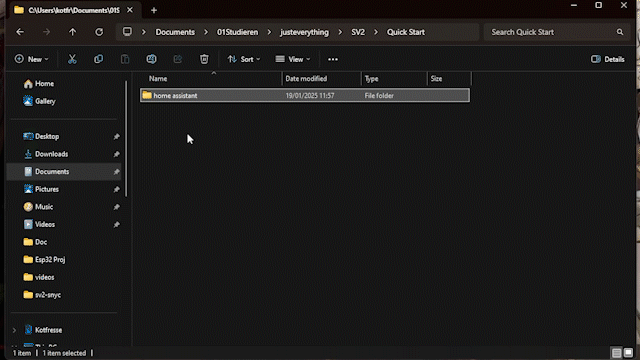 C:\Users\kotfr\Documents\01S
Documents > 01Studieren > justeverything > SV2 > Quick Start
Search Quick Start
New
Sort
View
Details
Name
Date modified
Type
Size
Home
Gallery
home assistant
19/01/2025 11:57
File folder
Desktop
Downloads
Documents
Pictures
Music
Videos
Doc
Esp32 Proj
videos
sv2-snyc
Kotfresse
1 item
1 item selected